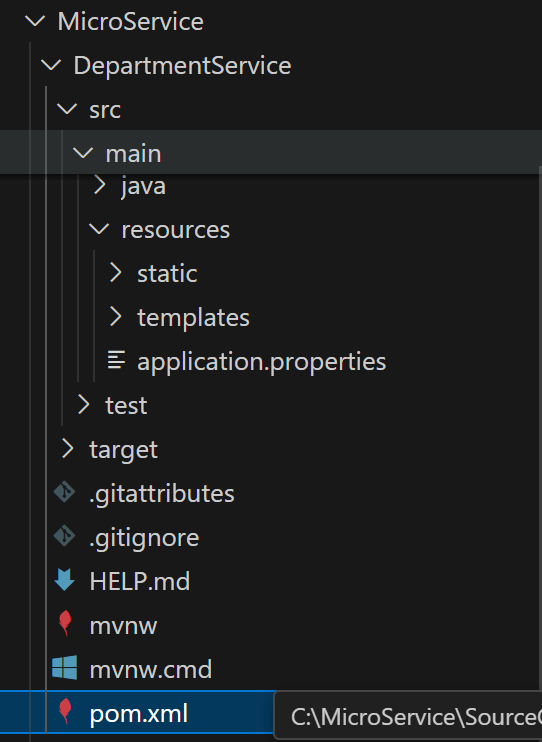 MicroService
DepartmentService
src
main
java
resources
static
templates
application.properties
test
target
.gitattributes
.gitignore
HELP.md
mvnw
mvnw.cmd
pom.xml
C:\MicroService\Source